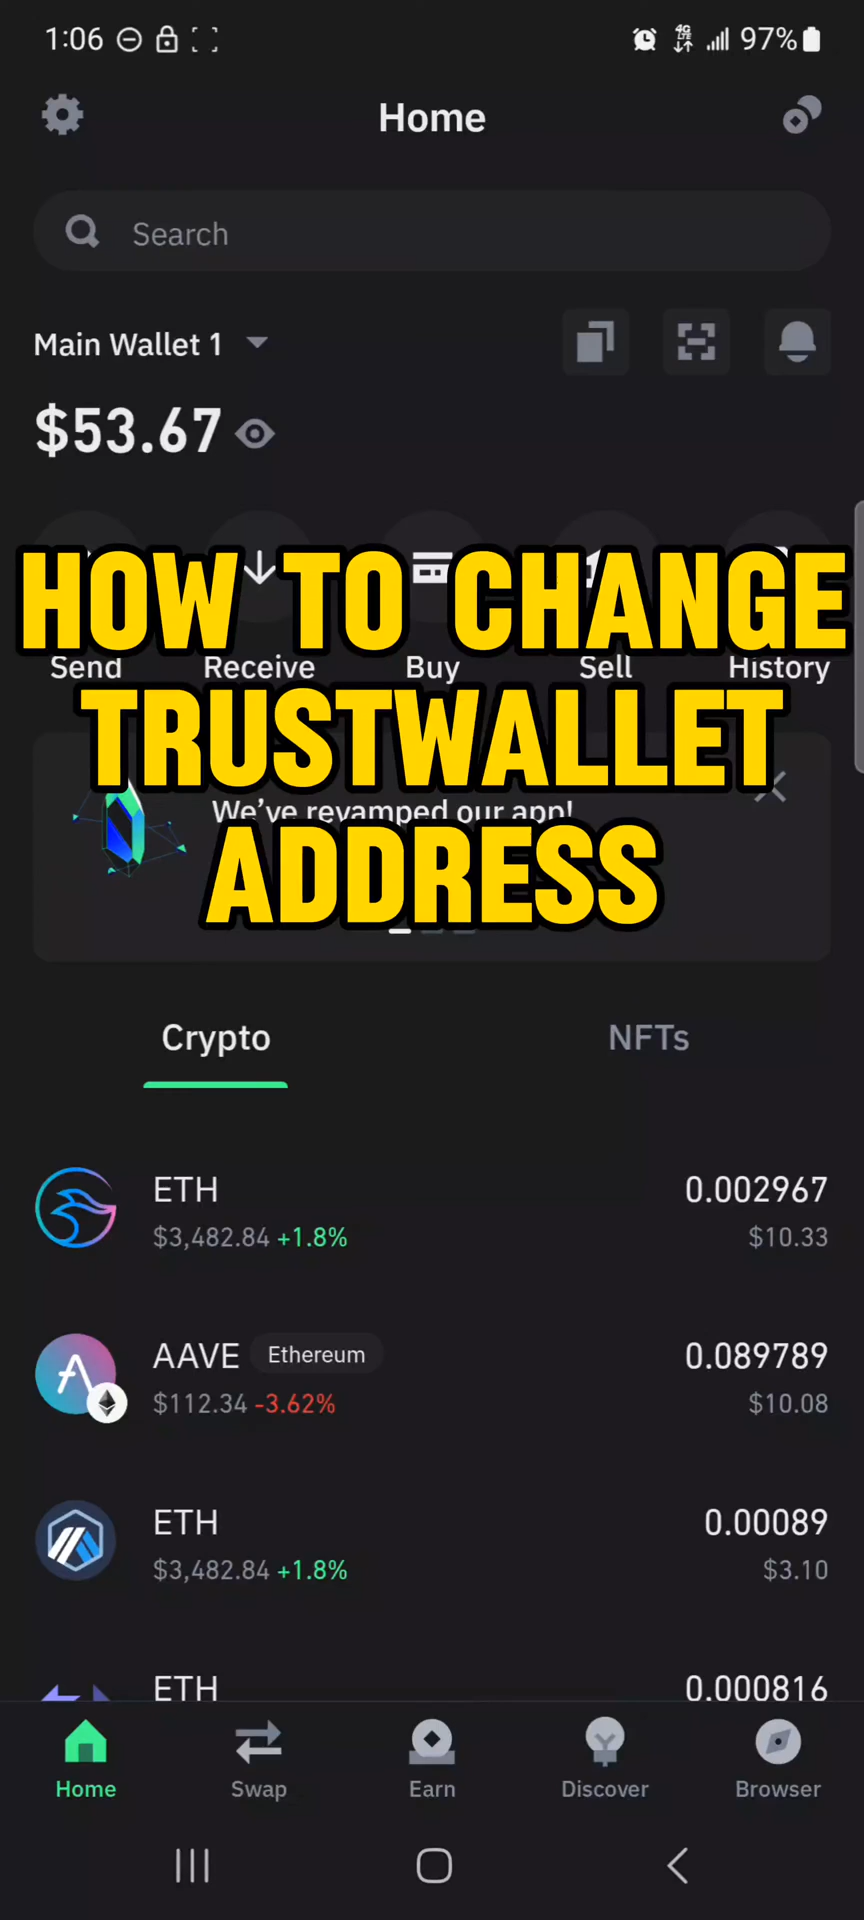 1:06 4G LTE 97%
Home
Search
Main Wallet 1
$53.67
HOW TO CHANGE
Send Receive Buy Sell History
TRUSTWALLET
We've revamped our app!
ADDRESS
Crypto NFTs
ETH 0.002967
$3,482.84 +1.8% $10.33
AAVE Ethereum 0.089789
$112.34 -3.62% $10.08
ETH 0.00089
$3,482.84 +1.8% $3.10
ETH 0.000816
Home Swap Earn Discover Browser